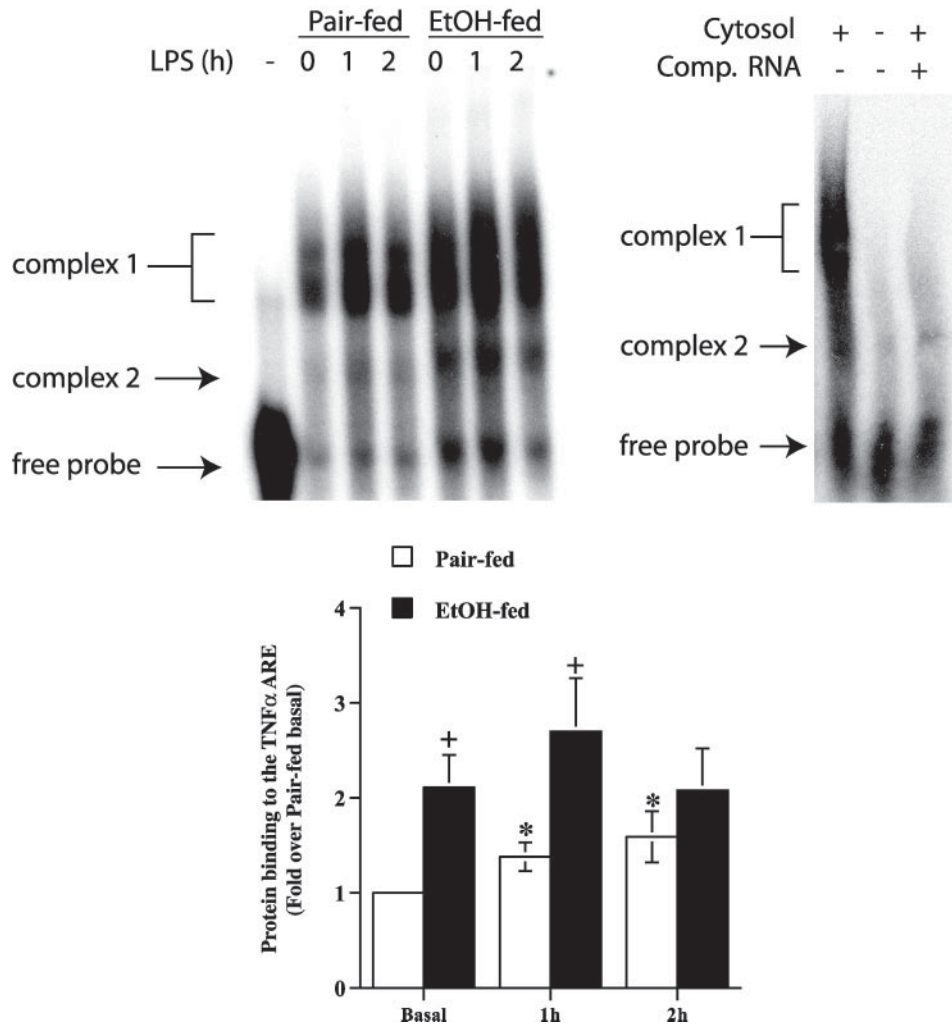 Pair-fed EtOH-fed
LPS (h) - 0 1 2 0 1 2
complex 1
complex 2
free probe
Cytosol + - +
Comp. RNA - - +
complex 1
complex 2
free probe
Pair-fed
EtOH-fed
Protein binding to the TNFα ARE
(Fold over Pair-fed basal)
4
3
2
1
0
+
*
+
*
Basal 1h 2h